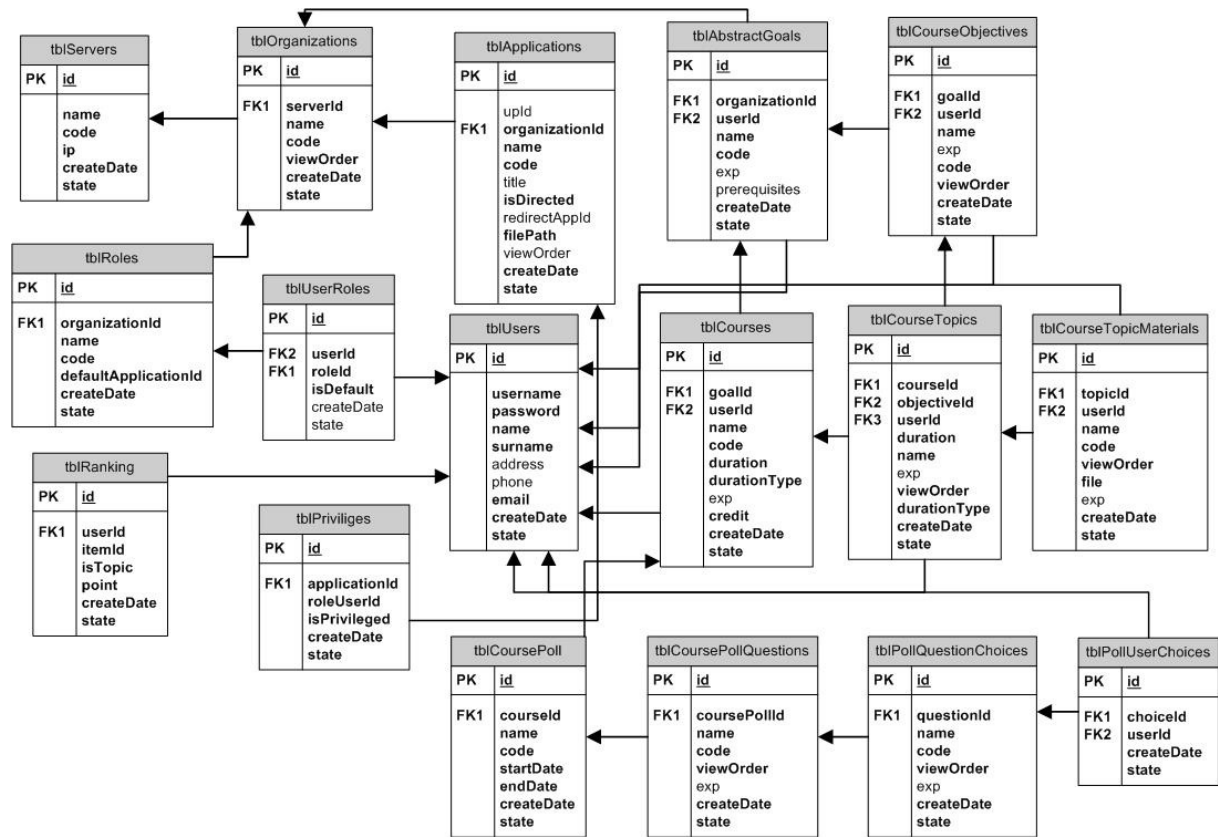 tblServers
PK id
name
code
ip
createDate
state
tblOrganizations
PK id
FK1 serverId
name
code
viewOrder
createDate
state
tblApplications
PK id
upId
FK1 organizationId
name
code
title
isDirected
redirectAppId
filePath
viewOrder
createDate
state
tblAbstractGoals
PK id
FK1 organizationId
FK2 userId
name
code
exp
prerequisites
createDate
state
tblCourseObjectives
PK id
FK1 goalId
FK2 userId
name
exp
code
viewOrder
createDate
state
tblRoles
PK id
FK1 organizationId
name
code
defaultApplicationId
createDate
state
tblUserRoles
PK id
FK2 userId
FK1 roleId
isDefault
createDate
state
tblUsers
PK id
username
password
name
surname
address
phone
email
createDate
state
tblCourses
PK id
FK1 goalId
FK2 userId
name
code
duration
durationType
exp
credit
createDate
state
tblCourseTopics
PK id
FK1 courseId
FK2 objectiveId
FK3 userId
duration
name
exp
viewOrder
durationType
createDate
state
tblCourseTopicMaterials
PK id
FK1 topicId
FK2 userId
name
code
viewOrder
file
exp
createDate
state
tblRanking
PK id
FK1 userId
itemId
isTopic
point
createDate
state
tblPriviliges
PK id
FK1 applicationId
roleUserId
isPrivileged
createDate
state
tblCoursePoll
PK id
FK1 courseId
name
code
startDate
endDate
createDate
state
tblCoursePollQuestions
PK id
FK1 coursePollId
name
code
viewOrder
exp
createDate
state
tblPollQuestionChoices
PK id
FK1 questionId
name
code
viewOrder
exp
createDate
state
tblPollUserChoices
PK id
FK1 choiceId
FK2 userId
createDate
state